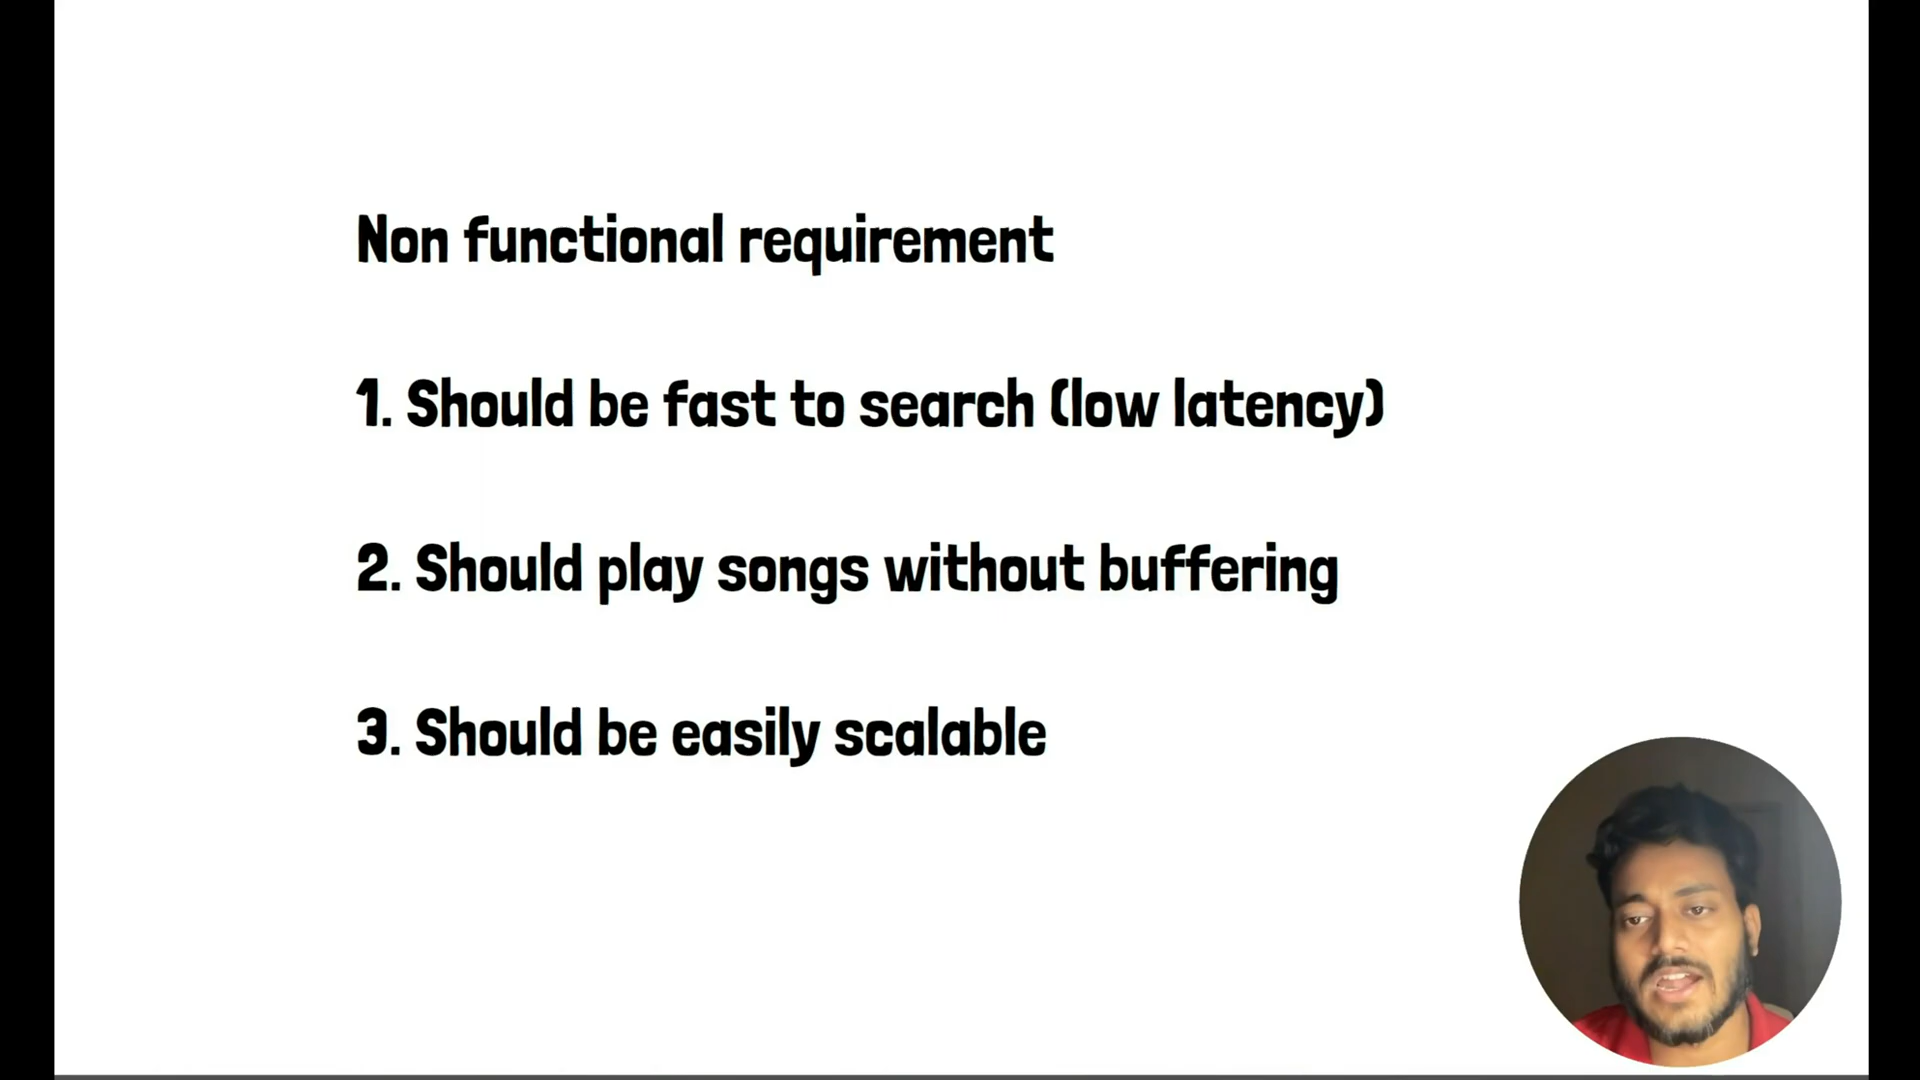 Non functional requirement
1. Should be fast to search (low latency)
2. Should play songs without buffering
3. Should be easily scalable